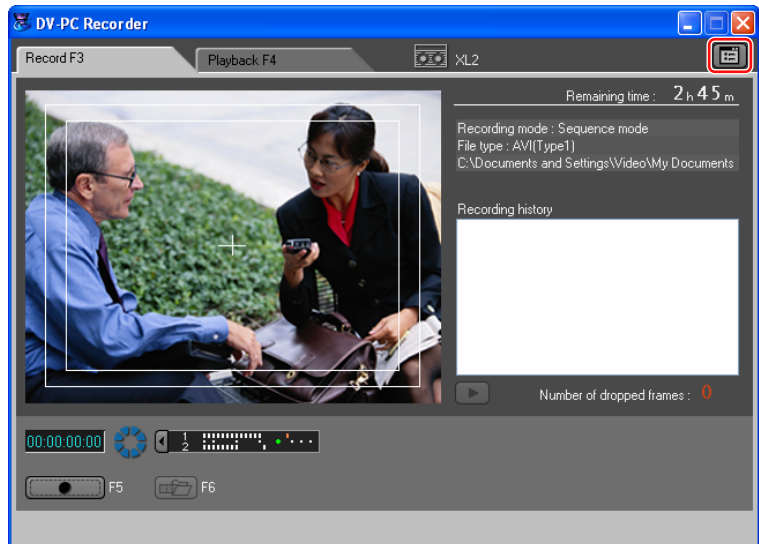 DV-PC Recorder
Record F3
Playback F4
XL2
Remaining time : 2 h 45 m
Recording mode : Sequence mode
File type : AVI(Type1)
C:\Documents and Settings\Video\My Documents
Recording history
Number of dropped frames : 0
00:00:00:00
1
2
F5
F6